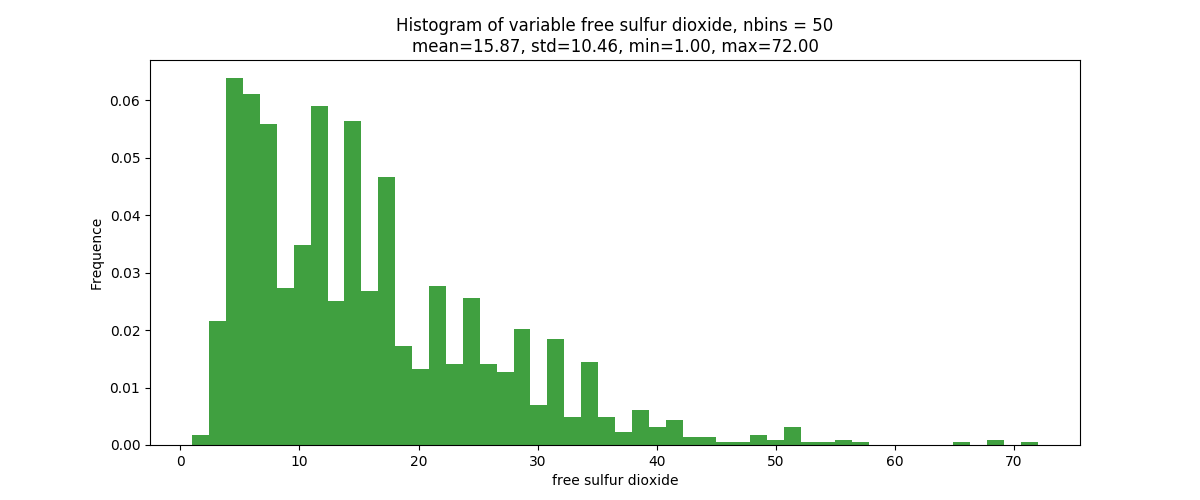 Histogram of variable free sulfur dioxide, nbins = 50
mean=15.87, std=10.46, min=1.00, max=72.00
Frequence
0.06
0.05
0.04
0.03
0.02
0.01
0.00
0 10 20 30 40 50 60 70
free sulfur dioxide